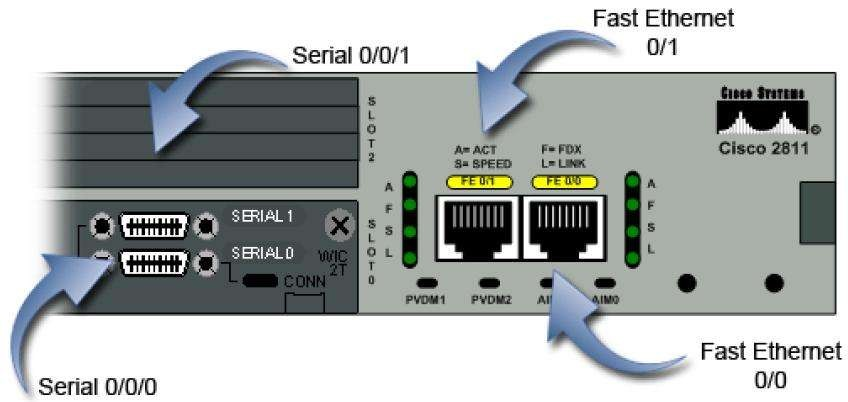 Fast Ethernet
0/1
Serial 0/0/1
CISCO SYSTEMS
®
Cisco 2811
SLOT2
A= ACT
S= SPEED
F= FDX
L= LINK
FE 0/1
FE 0/0
A
F
S
L
A
F
S
L
SERIAL 1
SERIAL 0
WIC
2T
CONN
SLOT0
PVDM1
PVDM2
AIM0
Fast Ethernet
0/0
Serial 0/0/0